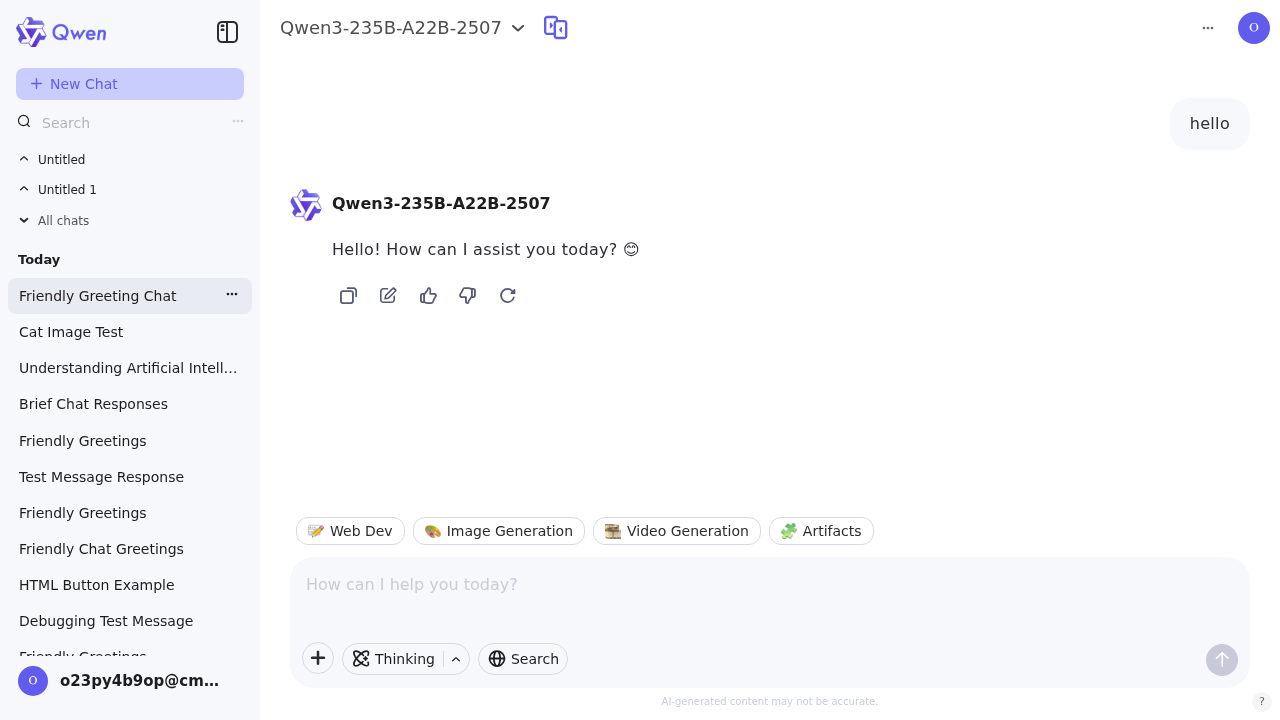 Qwen
New Chat
Search
Untitled
Untitled 1
All chats
Today
Friendly Greeting Chat
Cat Image Test
Understanding Artificial Intell...
Brief Chat Responses
Friendly Greetings
Test Message Response
Friendly Greetings
Friendly Chat Greetings
HTML Button Example
Debugging Test Message
Friendly Greetings
O
o23py4b9op@cm...
Qwen3-235B-A22B-2507
O
hello
Qwen3-235B-A22B-2507
Hello! How can I assist you today? 😊
Web Dev
Image Generation
Video Generation
Artifacts
How can I help you today?
Thinking
Search
AI-generated content may not be accurate.
?